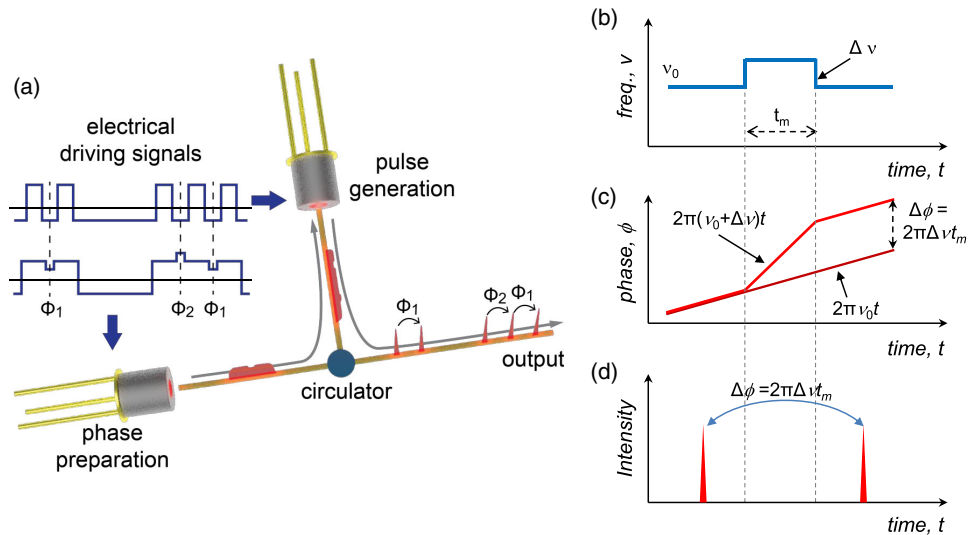 (a)
electrical
driving signals
Φ1
Φ2 Φ1
pulse
generation
phase
preparation
circulator
Φ1
Φ2 Φ1
output
(b)
freq., ν
ν0
Δ ν
tm
time, t
(c)
phase, ϕ
2π(ν0+Δν)t
Δϕ =
2πΔνtm
2πν0t
time, t
(d)
Intensity
Δϕ =2πΔνtm
time, t